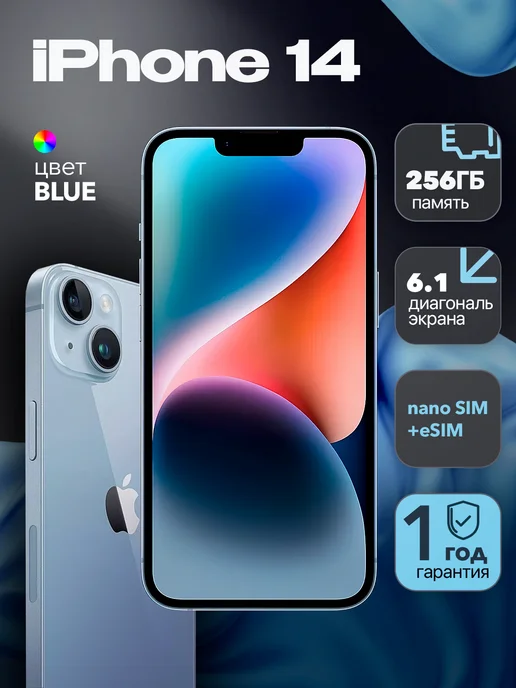 iPhone 14
цвет
BLUE
256ГБ
память
6.1
диагональ
экрана
nano SIM
+eSIM
1 год
гарантия